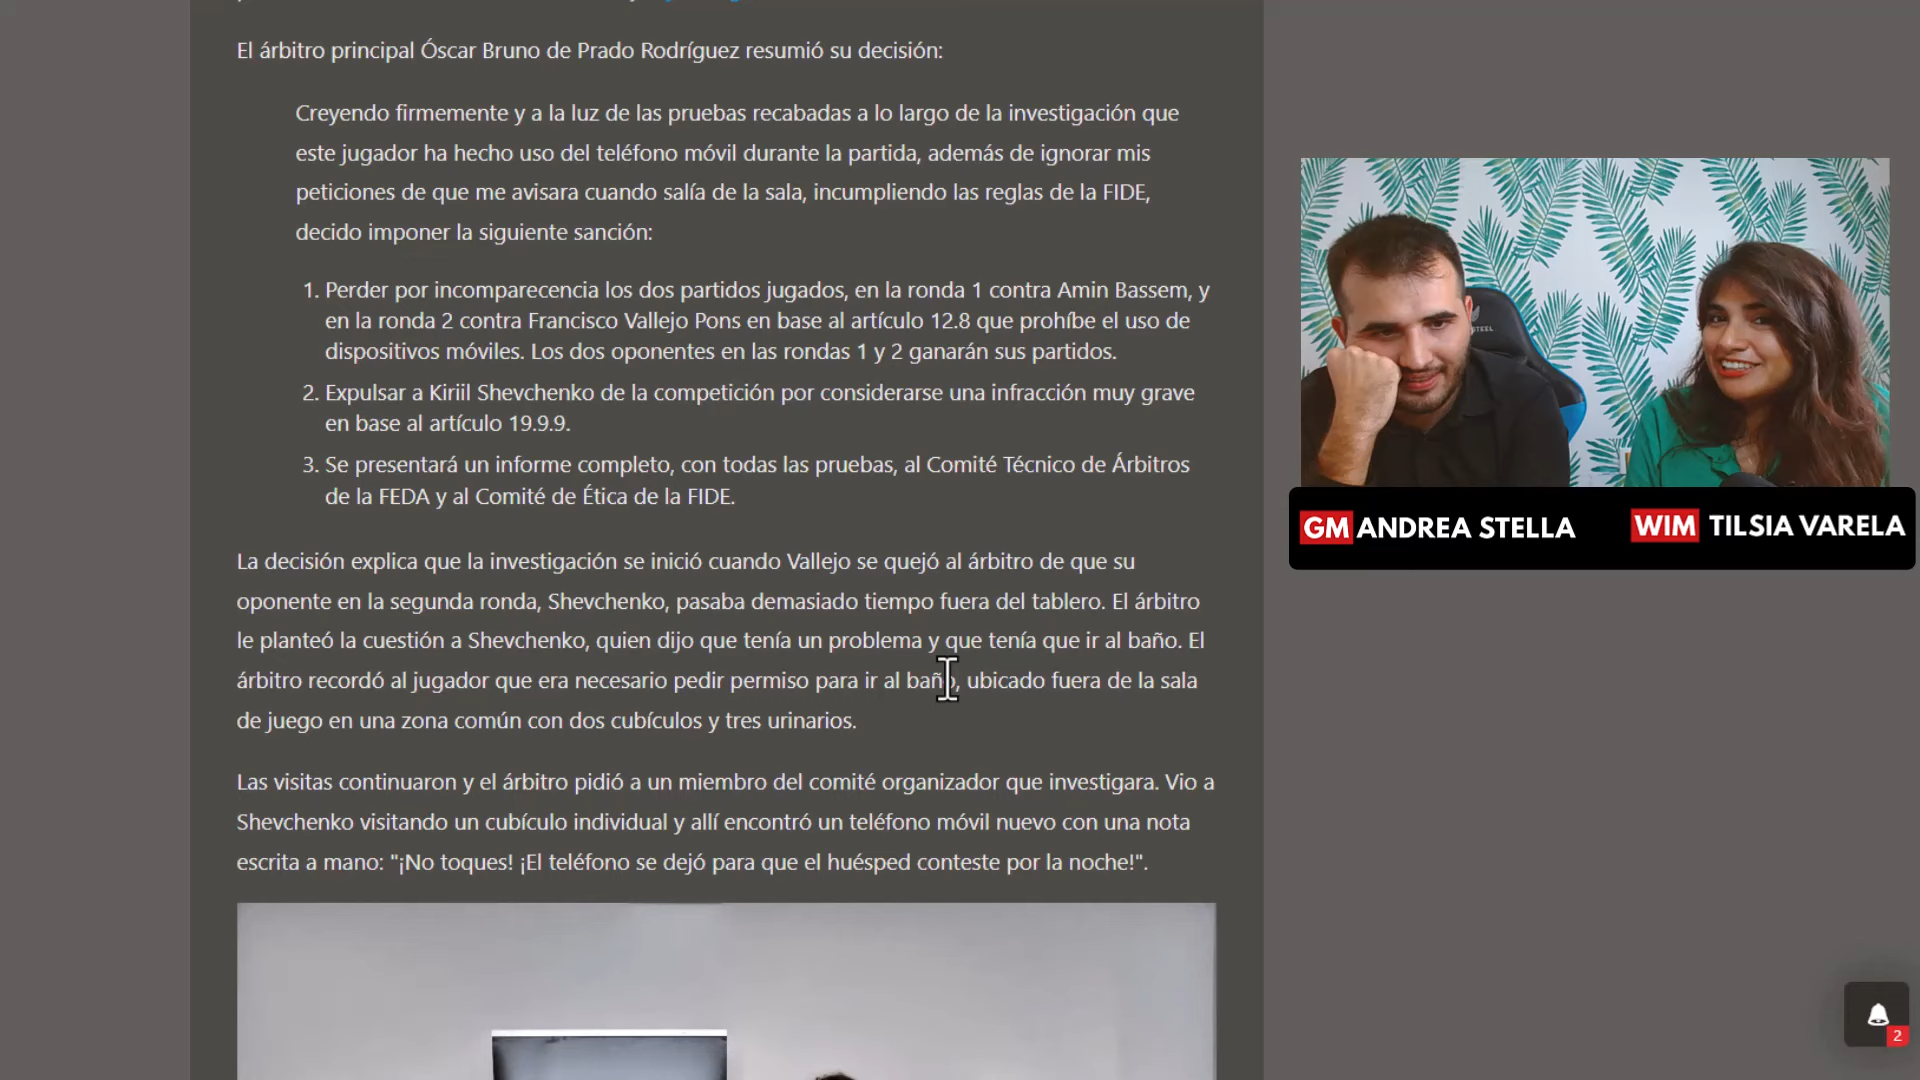 El árbitro principal Óscar Bruno de Prado Rodríguez resumió su decisión:
Creyendo firmemente y a la luz de las pruebas recabadas a lo largo de la investigación que
este jugador ha hecho uso del teléfono móvil durante la partida, además de ignorar mis
peticiones de que me avisara cuando salía de la sala, incumpliendo las reglas de la FIDE,
decido imponer la siguiente sanción:
1. Perder por incomparecencia los dos partidos jugados, en la ronda 1 contra Amin Bassem, y
en la ronda 2 contra Francisco Vallejo Pons en base al artículo 12.8 que prohíbe el uso de
dispositivos móviles. Los dos oponentes en las rondas 1 y 2 ganarán sus partidos.
2. Expulsar a Kiriil Shevchenko de la competición por considerarse una infracción muy grave
en base al artículo 19.9.9.
3. Se presentará un informe completo, con todas las pruebas, al Comité Técnico de Árbitros
de la FEDA y al Comité de Ética de la FIDE.
La decisión explica que la investigación se inició cuando Vallejo se quejó al árbitro de que su
oponente en la segunda ronda, Shevchenko, pasaba demasiado tiempo fuera del tablero. El árbitro
le planteó la cuestión a Shevchenko, quien dijo que tenía un problema y que tenía que ir al baño. El
árbitro recordó al jugador que era necesario pedir permiso para ir al baño, ubicado fuera de la sala
de juego en una zona común con dos cubículos y tres urinarios.
Las visitas continuaron y el árbitro pidió a un miembro del comité organizador que investigara. Vio a
Shevchenko visitando un cubículo individual y allí encontró un teléfono móvil nuevo con una nota
escrita a mano: "¡No toques! ¡El teléfono se dejó para que el huésped conteste por la noche!".
GM ANDREA STELLA
WIM TILSIA VARELA
2